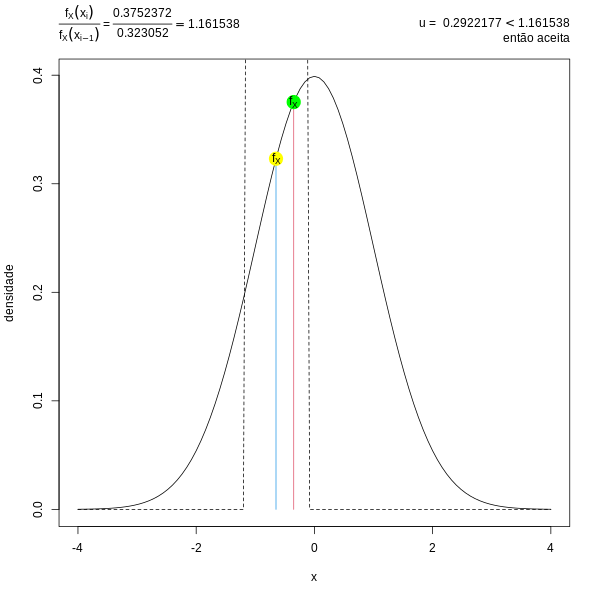 fX(xi) / fX(xi−1) = 0.3752372 / 0.323052 = 1.161538
u = 0.2922177 < 1.161538
então aceita
fX
fX
densidade
0.4
0.3
0.2
0.1
0.0
-4 -2 0 2 4
x